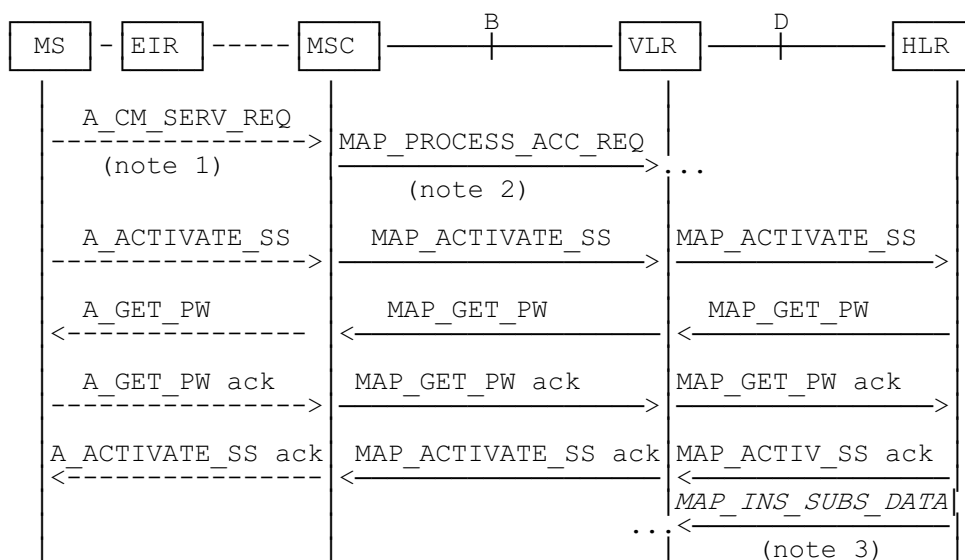 B D
MS EIR MSC VLR HLR
A_CM_SERV_REQ
MAP_PROCESS_ACC_REQ
(note 1)
...
(note 2)
A_ACTIVATE_SS MAP_ACTIVATE_SS MAP_ACTIVATE_SS
A_GET_PW MAP_GET_PW MAP_GET_PW
A_GET_PW ack MAP_GET_PW ack MAP_GET_PW ack
A_ACTIVATE_SS ack MAP_ACTIVATE_SS ack MAP_ACTIV_SS ack
MAP_INS_SUBS_DATA
...
(note 3)